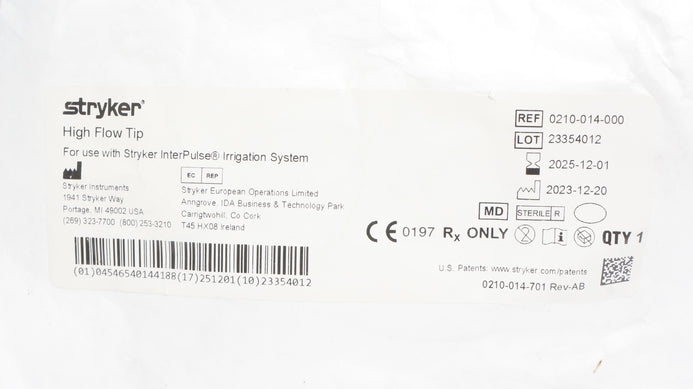 stryker®
High Flow Tip
For use with Stryker InterPulse® Irrigation System
Stryker Instruments
1941 Stryker Way
Portage, MI 49002 USA
(269) 323-7700 (800) 253-3210
EC REP
Stryker European Operations Limited
Anngrove, IDA Business & Technology Park
Carrigtwohill, Co Cork
T45 HX08 Ireland
(01)04546540144188(17)251201(10)23354012
REF 0210-014-000
LOT 23354012
2025-12-01
2023-12-20
MD STERILE R
CE 0197 Rx ONLY QTY 1
U.S. Patents: www.stryker.com/patents
0210-014-701 Rev-AB